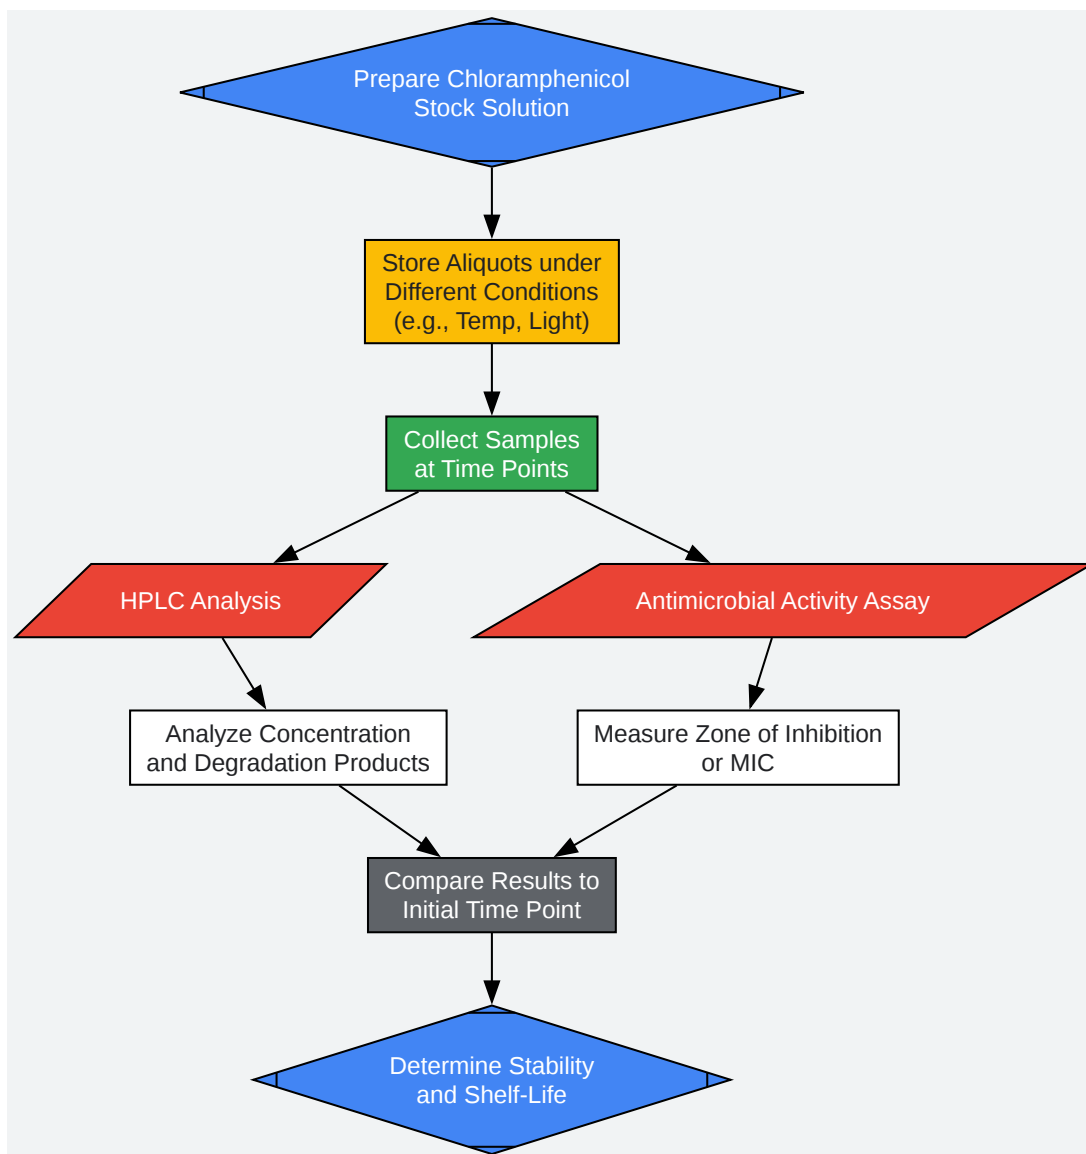 Prepare Chloramphenicol
Stock Solution
Store Aliquots under
Different Conditions
(e.g., Temp, Light)
Collect Samples
at Time Points
HPLC Analysis
Antimicrobial Activity Assay
Analyze Concentration
and Degradation Products
Measure Zone of Inhibition
or MIC
Compare Results to
Initial Time Point
Determine Stability
and Shelf-Life